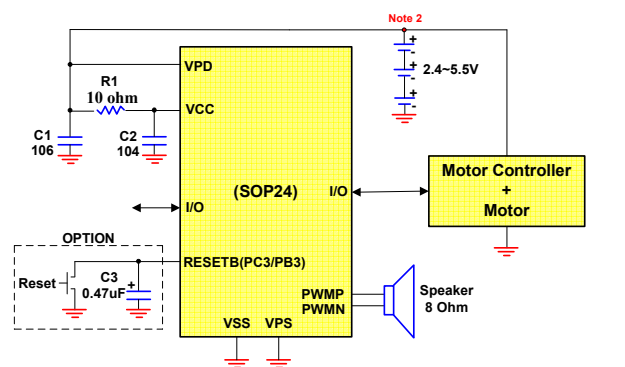 Note 2
+
-
+
-
+
-
2.4~5.5V
VPD
R1
10 ohm
VCC
C1
106
C2
104
(SOP24)
I/O
I/O
Motor Controller
+
Motor
OPTION
RESETB(PC3/PB3)
Reset
C3
+
0.47uF
PWMP
PWMN
Speaker
8 Ohm
VSS VPS